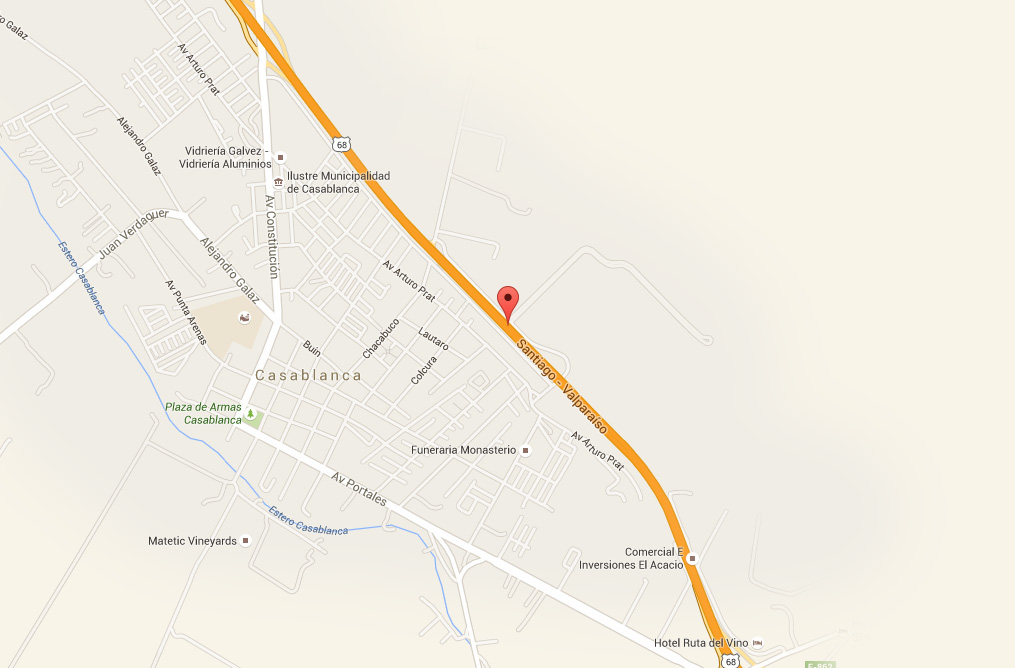 o Galaz
Av Arturo Prat
Alejandro Galaz
68
Vidriería Galvez -
Vidriería Aluminios
Ilustre Municipalidad
de Casablanca
Av Constitución
Juan Verdaguer
Alejandro Galaz
Estero Casablanca
Av Arturo Prat
Av Punta Arenas
Chacabuco
Lautaro
Colcura
Buin
Santiago - Valparaíso
Casablanca
Plaza de Armas
Casablanca
Av Arturo Prat
Funeraria Monasterio
Av Portales
Estero Casablanca
Matetic Vineyards
Comercial E
Inversiones El Acacio
Hotel Ruta del Vino
68
F-862